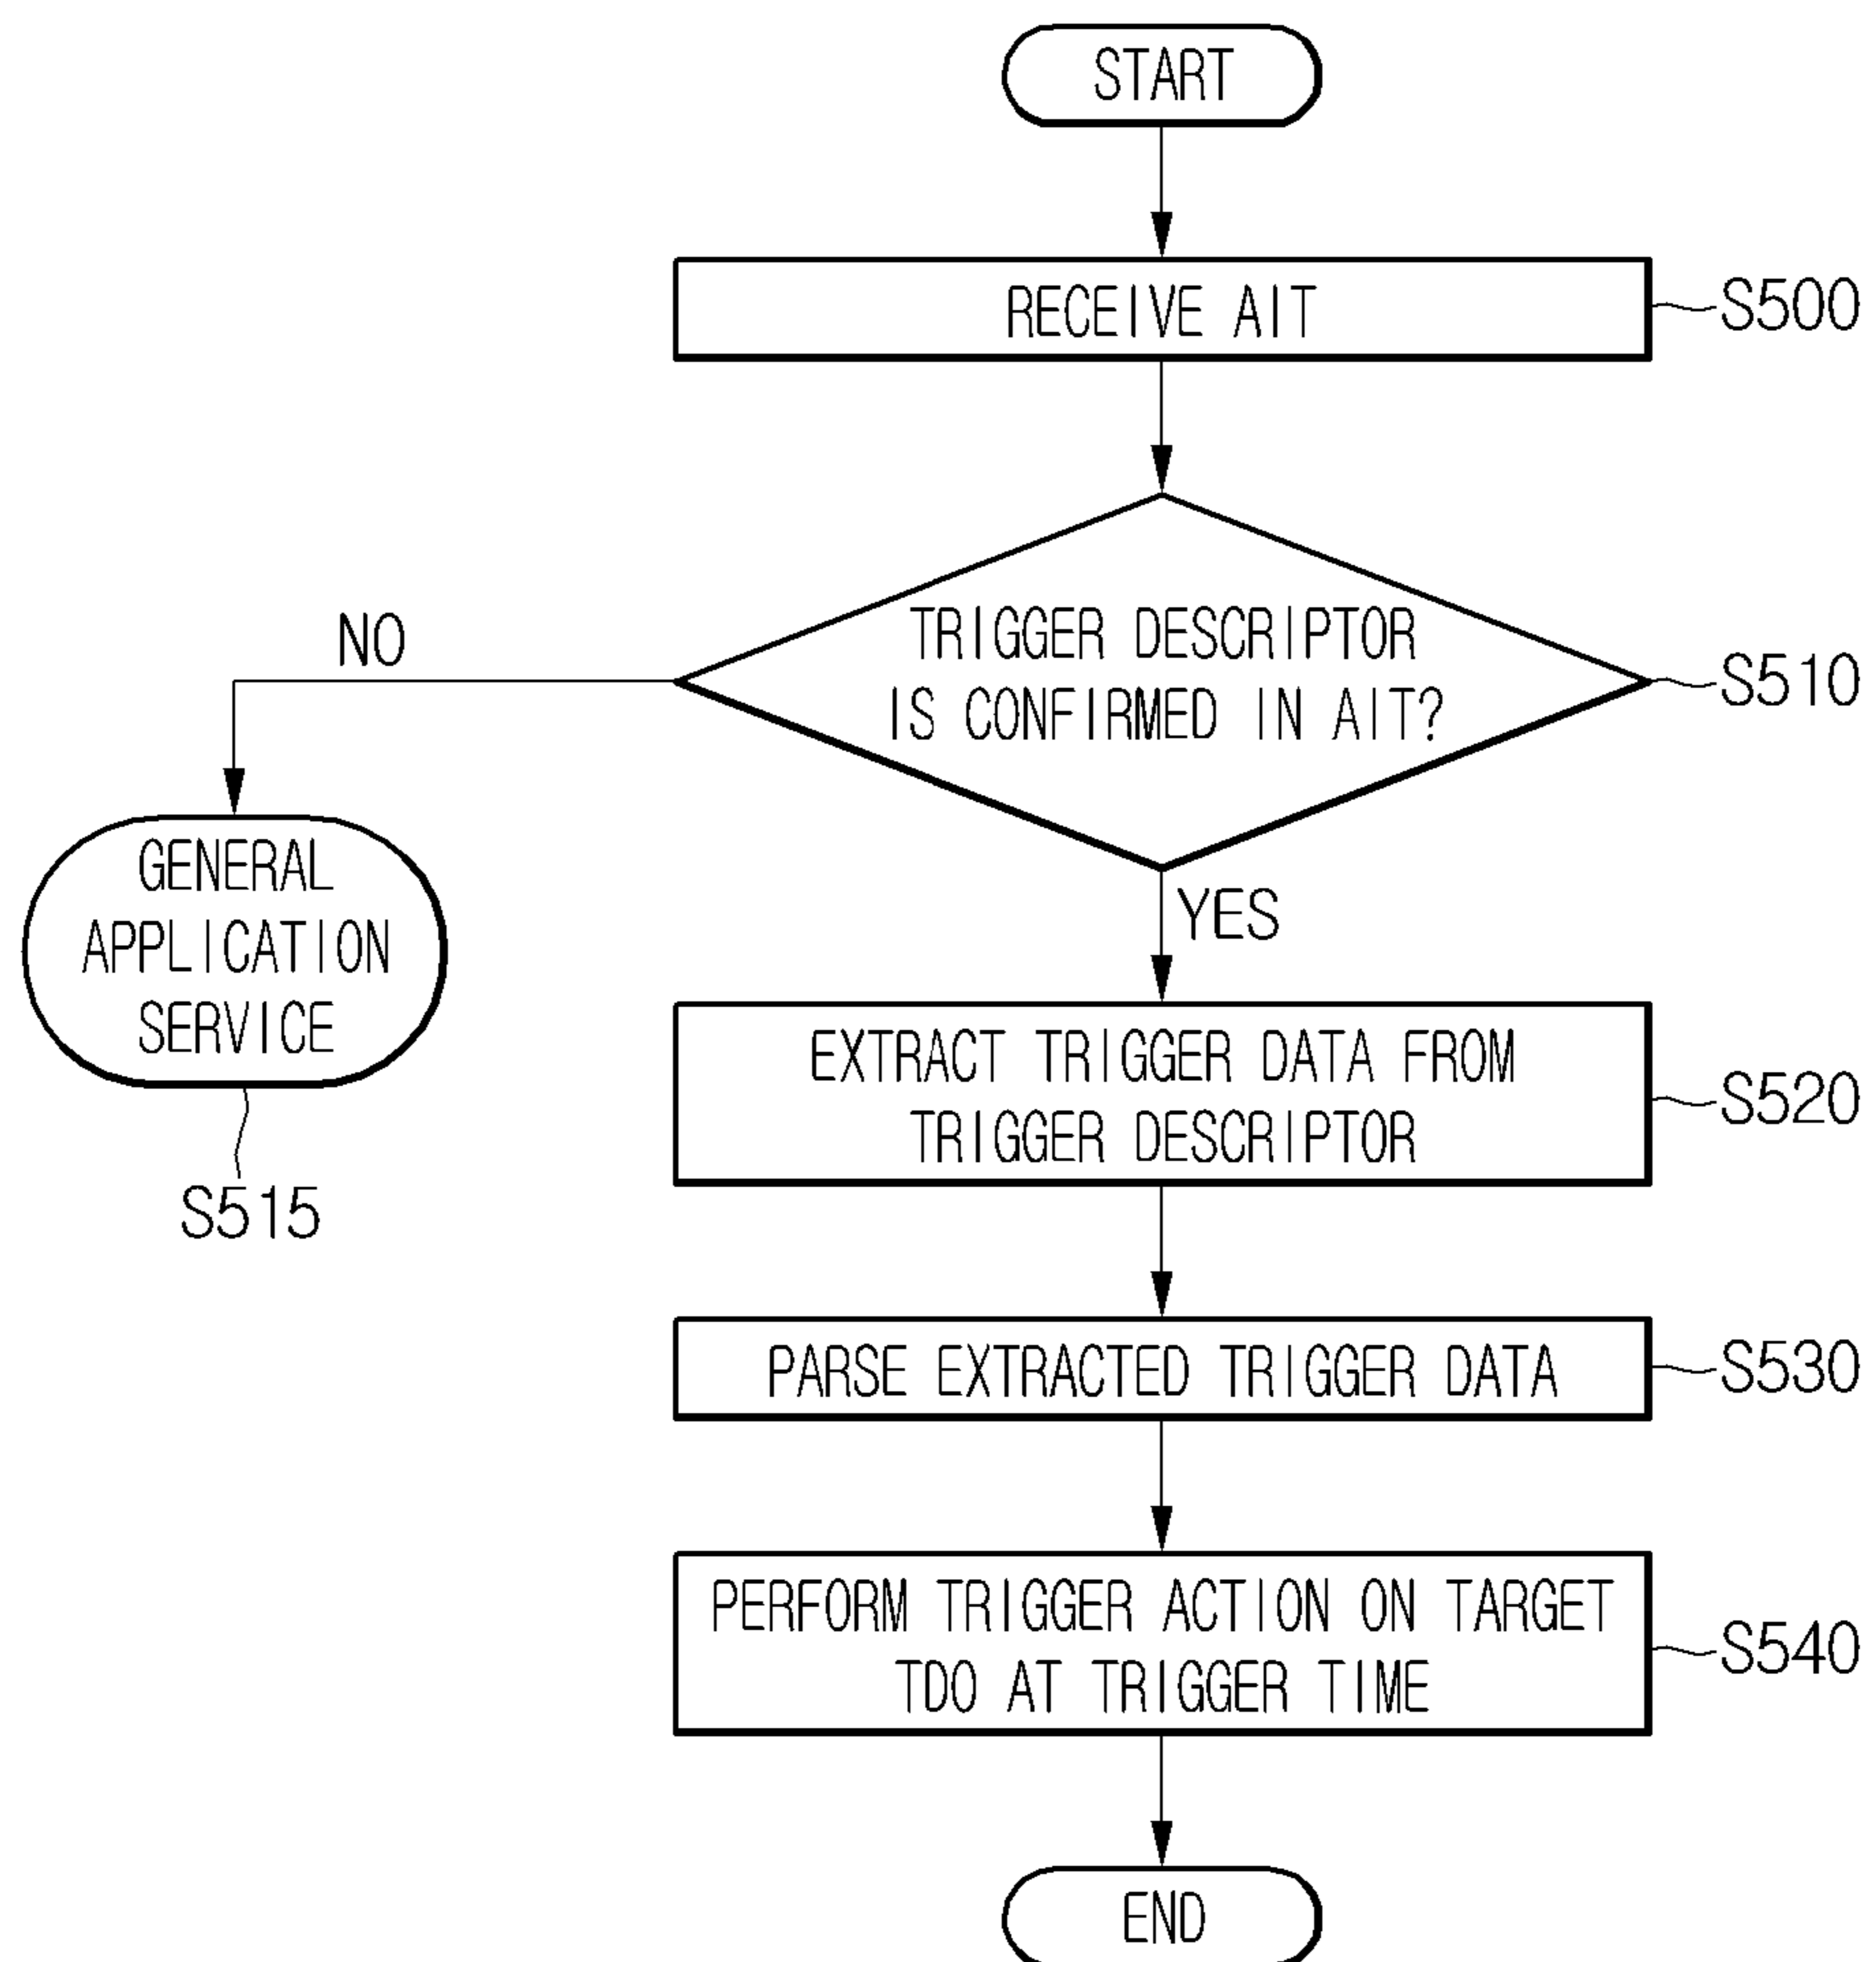 START
RECEIVE AIT
S500
TRIGGER DESCRIPTOR
IS CONFIRMED IN AIT?
S510
NO
GENERAL
APPLICATION
SERVICE
S515
YES
EXTRACT TRIGGER DATA FROM
TRIGGER DESCRIPTOR
S520
PARSE EXTRACTED TRIGGER DATA
S530
PERFORM TRIGGER ACTION ON TARGET
TDO AT TRIGGER TIME
S540
END